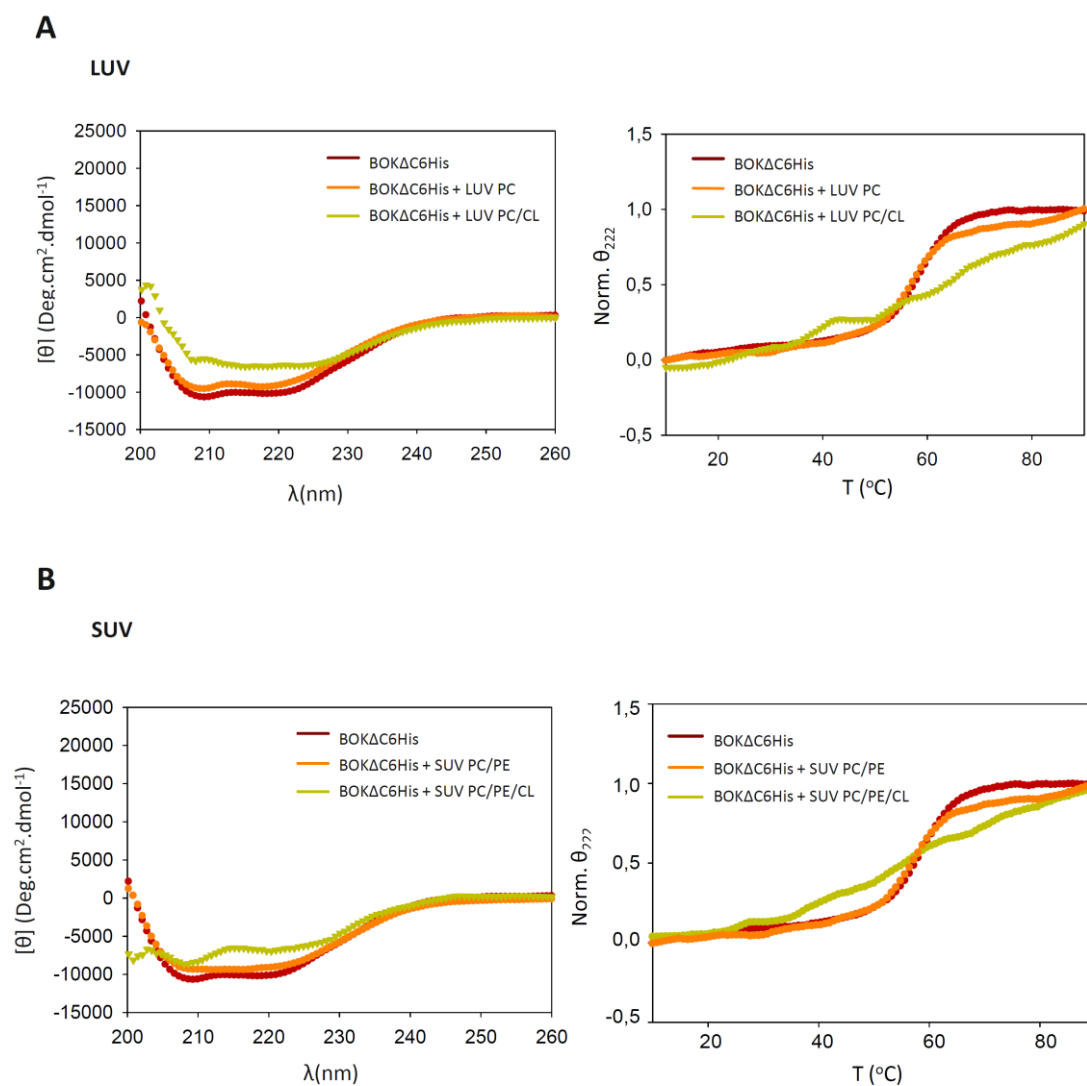 A
LUV
25000
20000
15000
10000
5000
0
-5000
-10000
-15000
[θ] (Deg.cm².dmol⁻¹)
BOKΔC6His
BOKΔC6His + LUV PC
BOKΔC6His + LUV PC/CL
200 210 220 230 240 250 260
λ(nm)
1,5
1.0
0.5
0,0
-0,5
Norm. θ222
BOKΔC6His
BOKΔC6His + LUV PC
BOKΔC6His + LUV PC/CL
20 40 60 80
T (°C)
B
SUV
25000
20000
15000
10000
5000
0
-5000
-10000
-15000
[θ] (Deg.cm².dmol⁻¹)
BOKΔC6His
BOKΔC6His + SUV PC/PE
BOKΔC6His + SUV PC/PE/CL
200 210 220 230 240 250 260
λ(nm)
1,5
1.0
0.5
0.0
0,5
Norm. θ222
BOKΔC6His
BOKΔC6His + SUV PC/PE
BOKΔC6His + SUV PC/PE/CL
20 40 60 80
T (°C)